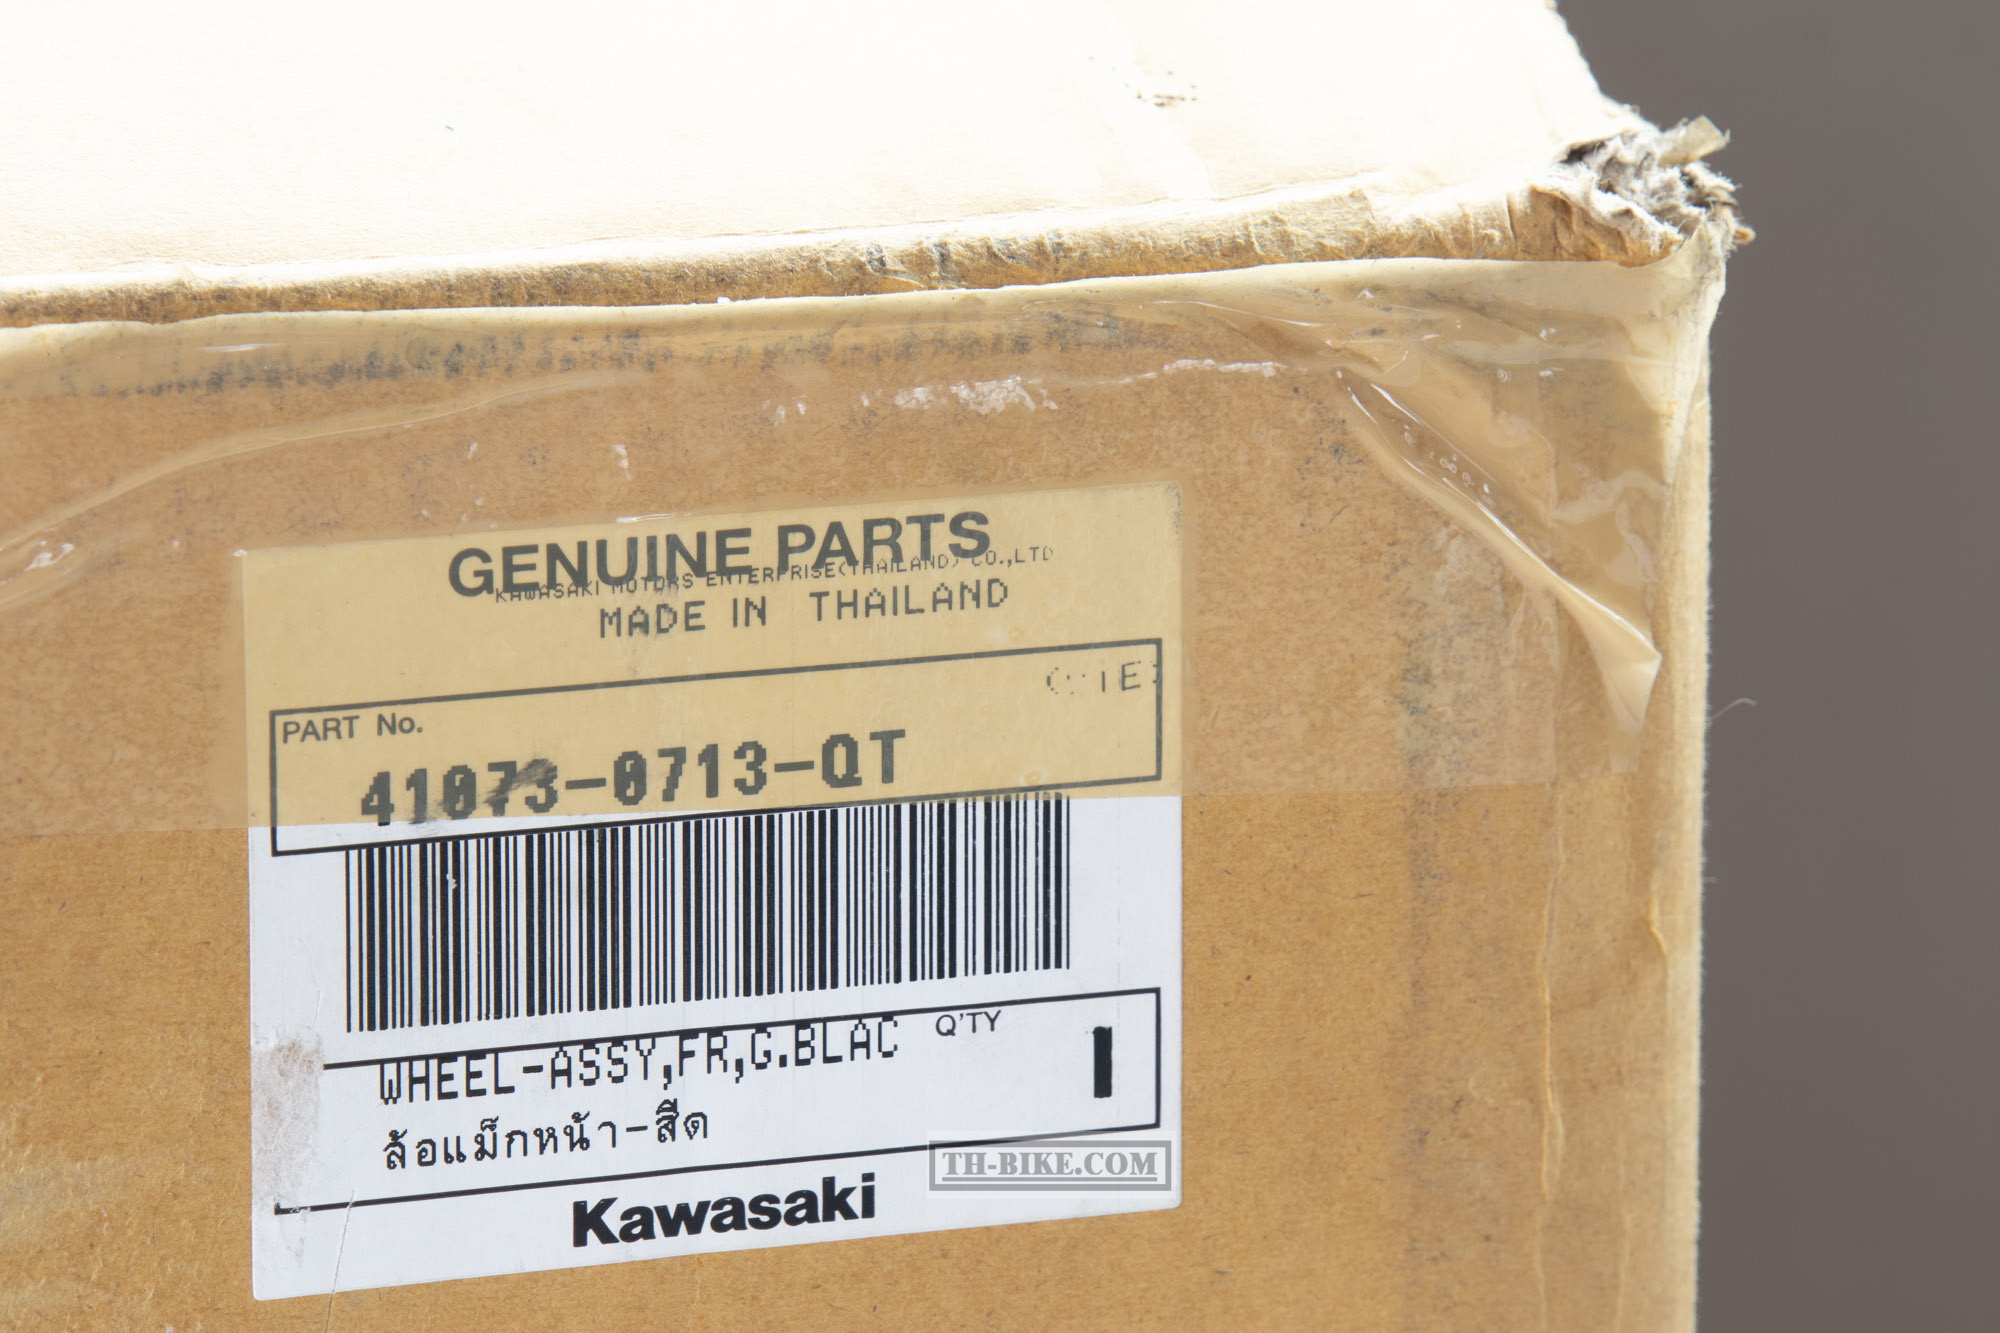 GENUINE PARTS
KAWASAKI MOTORS ENTERPRISE(THAILAND) CO.,LTD
MADE IN THAILAND
PART No.
41073-0713-QT
WHEEL-ASSY,FR,G.BLAC
Q'TY
1
ล้อแม็กหน้า-สีด
Kawasaki
TH-BIKE.COM